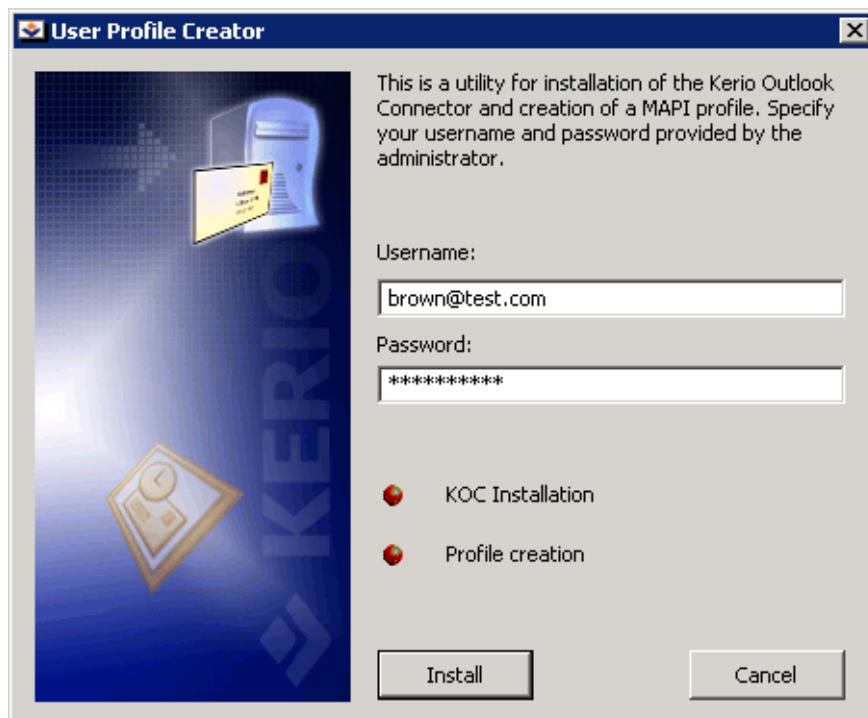 User Profile Creator
This is a utility for installation of the Kerio Outlook
Connector and creation of a MAPI profile. Specify
your username and password provided by the
administrator.
Username:
brown@test.com
Password:
**********
KOC Installation
Profile creation
Install
Cancel
KERIO